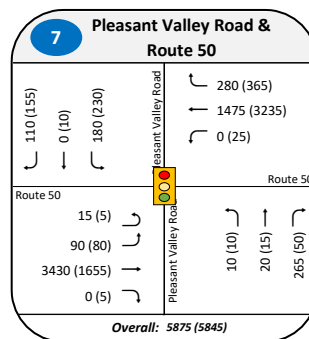 7
Pleasant Valley Road &
Route 50
110 (155)
0 (10)
180 (230)
Pleasant Valley Road
280 (365)
1475 (3235)
0 (25)
Route 50
Route 50
15 (5)
90 (80)
3430 (1655)
0 (5)
Pleasant Valley Road
10 (10)
20 (15)
265 (50)
Overall: 5875 (5845)